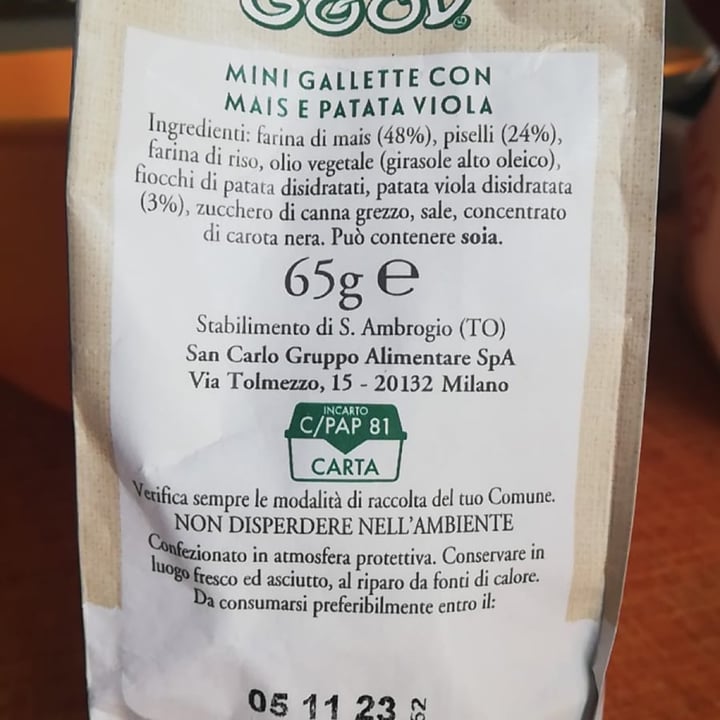 MINI GALLETTE CON
MAIS E PATATA VIOLA
Ingredienti: farina di mais (48%), piselli (24%),
farina di riso, olio vegetale (girasole alto oleico),
fiocchi di patata disidratati, patata viola disidratata
(3%), zucchero di canna grezzo, sale, concentrato
di carota nera. Può contenere soia.
65g e
Stabilimento di S. Ambrogio (TO)
San Carlo Gruppo Alimentare SpA
Via Tolmezzo, 15 - 20132 Milano
INCARTO
C/PAP 81
CARTA
Verifica sempre le modalità di raccolta del tuo Comune.
NON DISPERDERE NELL'AMBIENTE
Confezionato in atmosfera protettiva. Conservare in
luogo fresco ed asciutto, al riparo da fonti di calore.
Da consumarsi preferibilmente entro il:
05 11 23